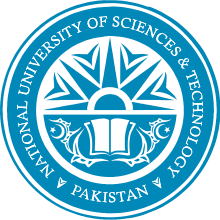 NATIONAL UNIVERSITY OF SCIENCES & TECHNOLOGY
PAKISTAN